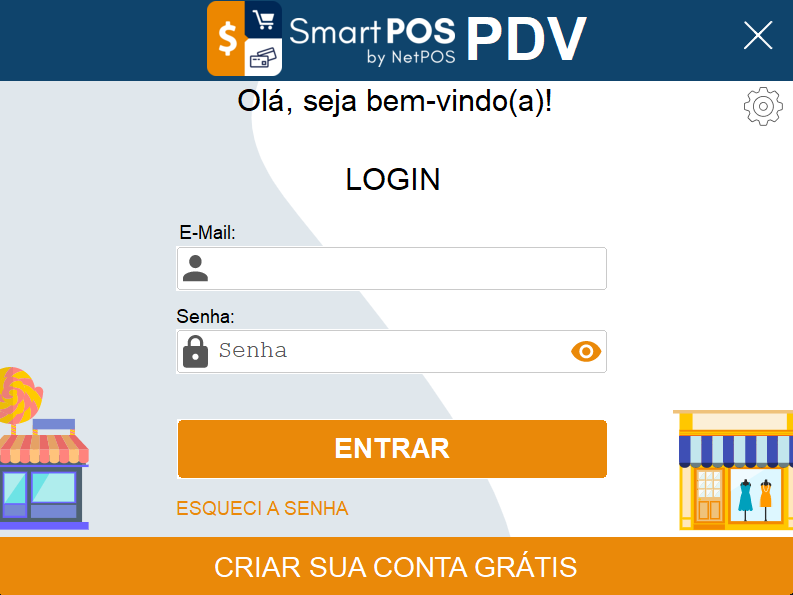 $
SmartPOS
by NetPOS
PDV
Olá, seja bem-vindo(a)!
LOGIN
E-Mail:
Senha:
Senha
ENTRAR
ESQUECI A SENHA
CRIAR SUA CONTA GRÁTIS